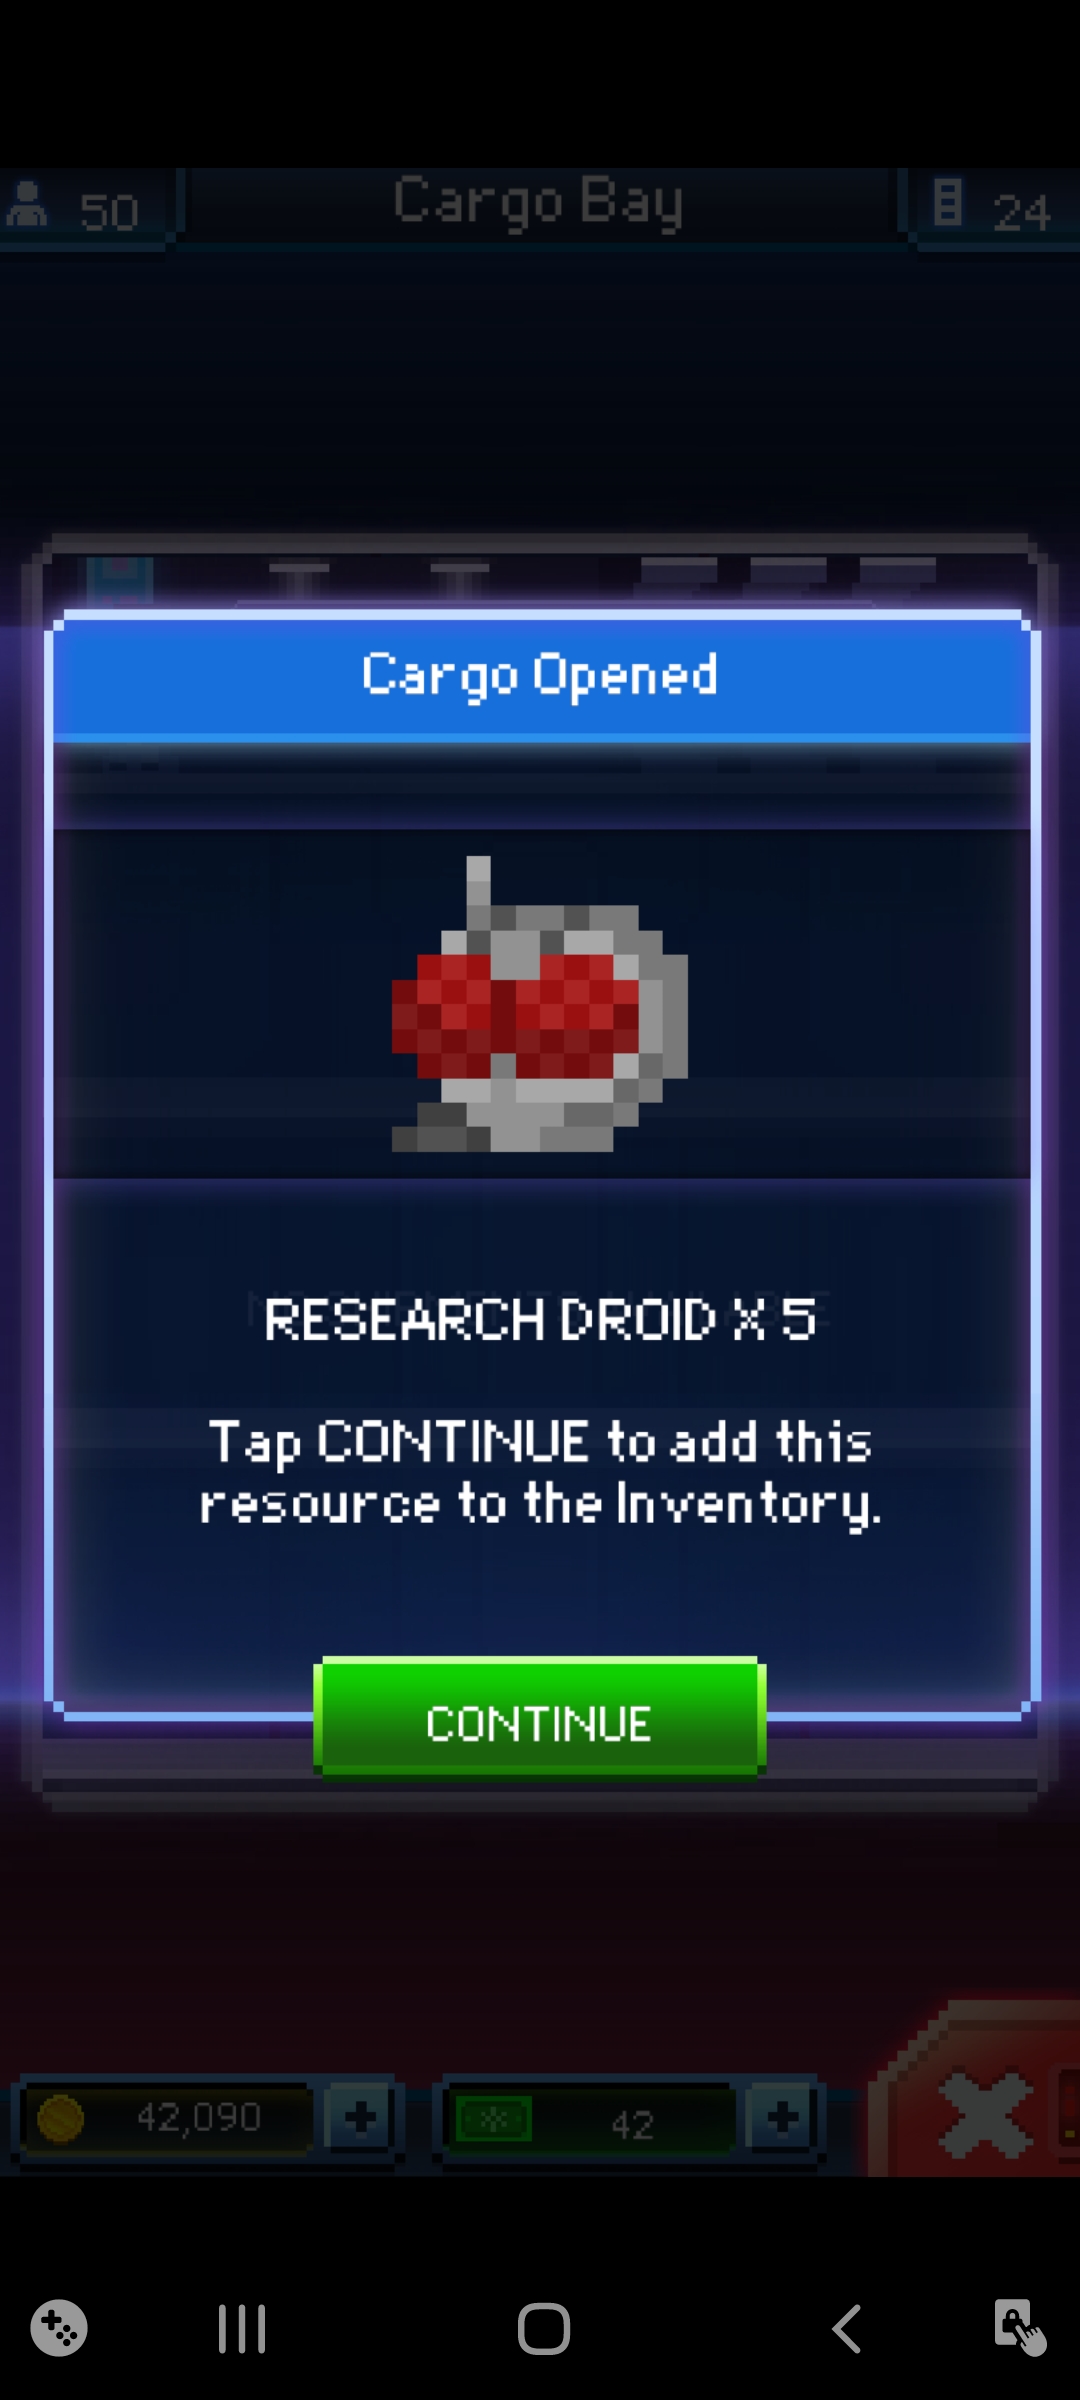 50
Cargo Bay
24
Cargo Opened
RESEARCH DROID X 5
Tap CONTINUE to add this
resource to the Inventory.
CONTINUE
42,090
42